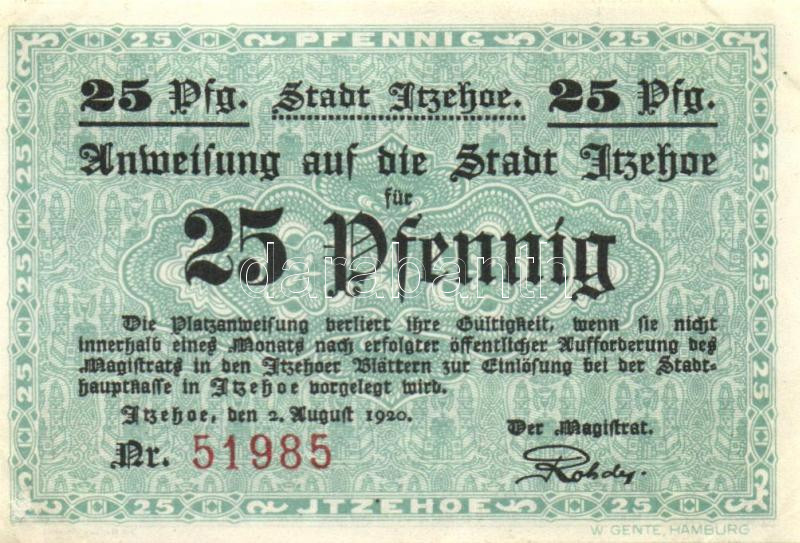 25 PFENNIG 25
25 Pfg. Stadt Itzehoe. 25 Pfg.
Anweisung auf die Stadt Itzehoe
für
25 Pfennig
darabanth
Die Platzanweisung verliert ihre Gültigkeit, wenn sie nicht
innerhalb eines Monats nach erfolgter öffentlicher Aufforderung des
Magistrats in den Itzehoer Blättern zur Einlösung bei der Stadt-
hauptkasse in Itzehoe vorgelegt wird.
Itzehoe, den 2. August 1920.
Der Magistrat.
Nr. 51985
Rohde.
25 JTZEHOE 25
W. GENTE, HAMBURG